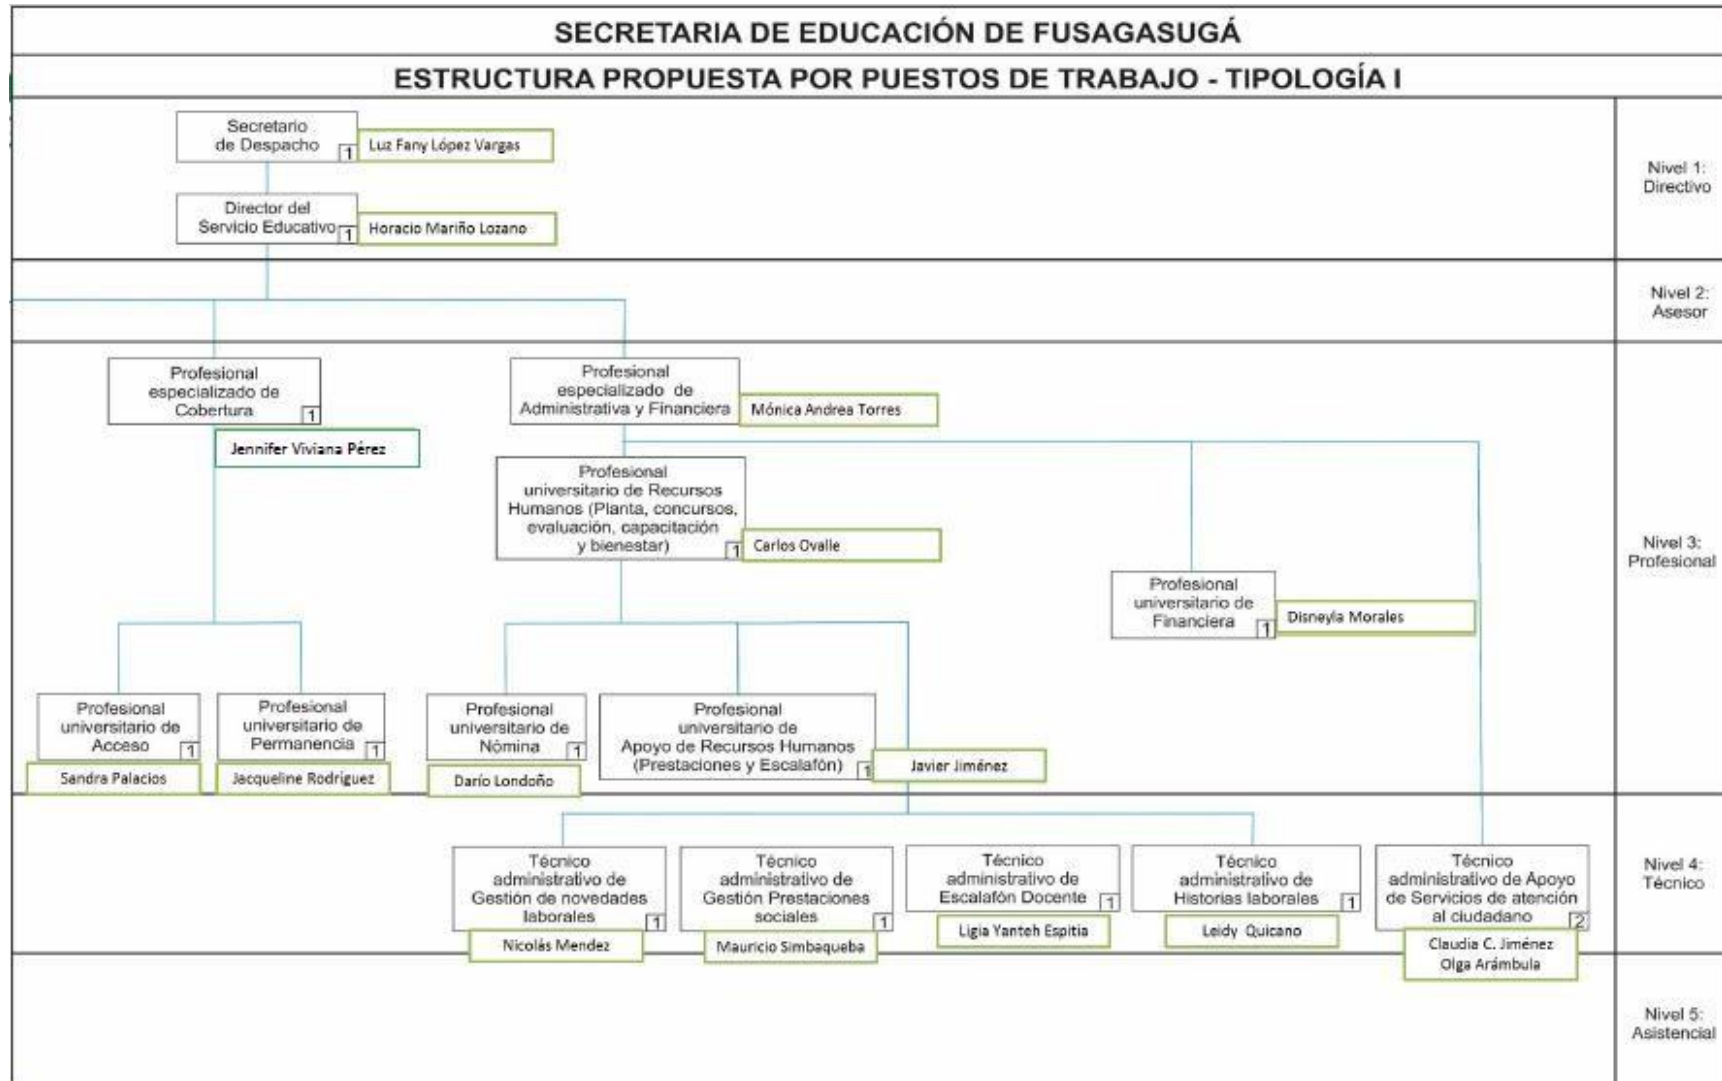 SECRETARIA DE EDUCACIÓN DE FUSAGASUGÁ
ESTRUCTURA PROPUESTA POR PUESTOS DE TRABAJO - TIPOLOGÍA I
Secretario
de Despacho
1
Luz Fany López Vargas
Director del
Servicio Educativo
1
Horacio Mariño Lozano
Nivel 1:
Directivo
Nivel 2:
Asesor
Profesional
especializado de
Cobertura
1
Jennifer Viviana Pérez
Profesional
especializado de
Administrativa y Financiera
Mónica Andrea Torres
Profesional
universitario de Recursos
Humanos (Planta, concursos,
evaluación, capacitación
y bienestar)
1
Carlos Ovalle
Profesional
universitario de
Financiera
1
Disneyla Morales
Nivel 3:
Profesional
Profesional
universitario de
Acceso
1
Sandra Palacios
Profesional
universitario de
Permanencia
1
Jacqueline Rodríguez
Profesional
universitario de
Nómina
1
Darío Londoño
Profesional
universitario de
Apoyo de Recursos Humanos
(Prestaciones y Escalafón)
1
Javier Jiménez
Técnico
administrativo de
Gestión de novedades
laborales
1
Nicolás Mendez
Técnico
administrativo de
Gestión Prestaciones
sociales
1
Mauricio Simbaqueba
Técnico
administrativo de
Escalafón Docente
1
Ligia Yanteh Espitia
Técnico
administrativo de
Historias laborales
1
Leidy Quicano
Técnico
administrativo de Apoyo
de Servicios de atención
al ciudadano
2
Claudia C. Jiménez
Olga Arámbula
Nivel 4:
Técnico
Nivel 5:
Asistencial